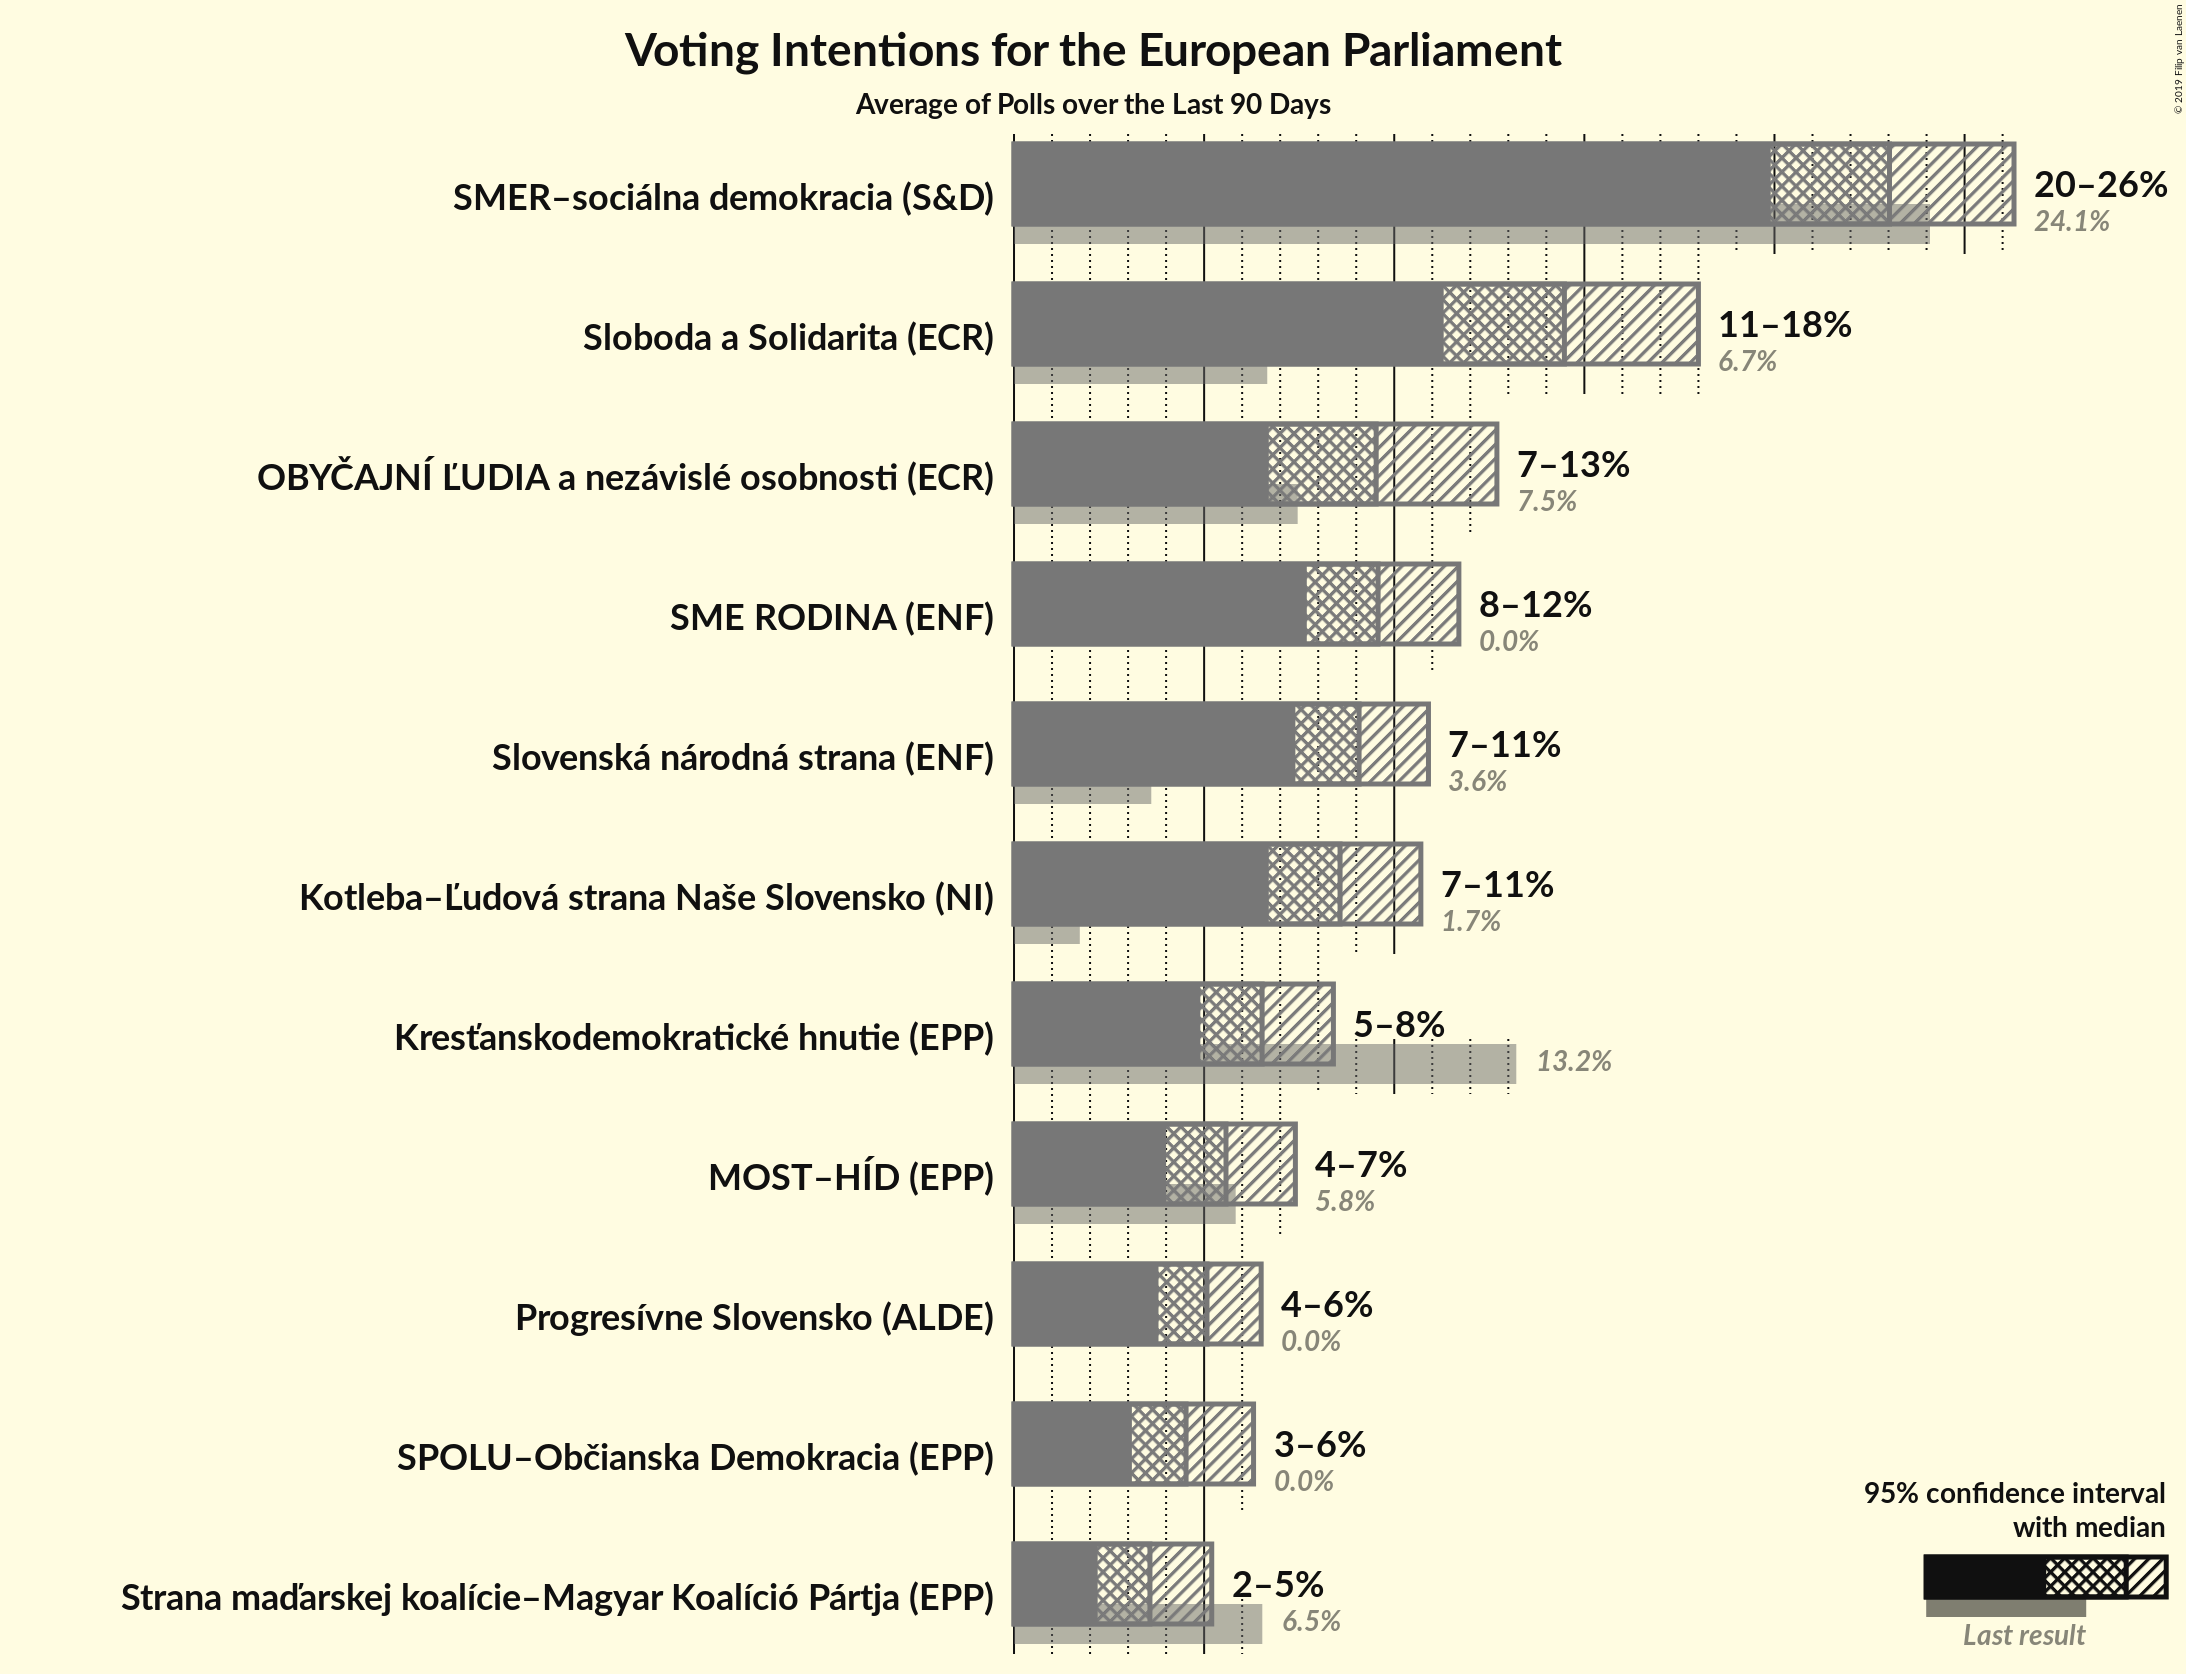 Voting Intentions for the European Parliament
Average of Polls over the Last 90 Days
© 2019 Filip van Laenen
SMER–sociálna demokracia (S&D)
20–26%
24.1%
Sloboda a Solidarita (ECR)
11–18%
6.7%
OBYČAJNÍ ĽUDIA a nezávislé osobnosti (ECR)
7–13%
7.5%
SME RODINA (ENF)
8–12%
0.0%
Slovenská národná strana (ENF)
7–11%
3.6%
Kotleba–Ľudová strana Naše Slovensko (NI)
7–11%
1.7%
Kresťanskodemokratické hnutie (EPP)
5–8%
13.2%
MOST–HÍD (EPP)
4–7%
5.8%
Progresívne Slovensko (ALDE)
4–6%
0.0%
SPOLU–Občianska Demokracia (EPP)
3–6%
0.0%
Strana maďarskej koalície–Magyar Koalíció Pártja (EPP)
2–5%
6.5%
95% confidence interval
with median
Last result